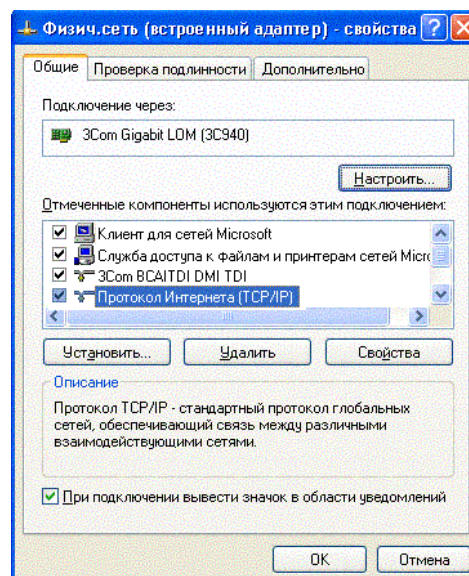 Физич.сеть (встроенный адаптер) - свойства
Общие Проверка подлинности Дополнительно
Подключение через:
3Com Gigabit LOM (3C940)
Настроить...
Отмеченные компоненты используются этим подключением:
Клиент для сетей Microsoft
Служба доступа к файлам и принтерам сетей Micro
3Com BCAITDI DMI TDI
Протокол Интернета (TCP/IP)
Установить... Удалить Свойства
Описание
Протокол TCP/IP - стандартный протокол глобальных
сетей, обеспечивающий связь между различными
взаимодействующими сетями.
При подключении вывести значок в области уведомлений
OK Отмена